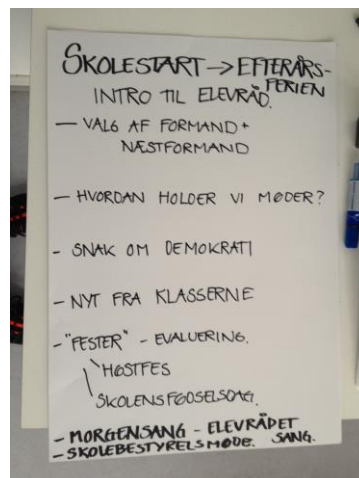 SKOLESTART → EFTERÅRS-
FERIEN
INTRO TIL ELEVRÅD.
— VALG AF FORMAND +
NÆSTFORMAND
— HVORDAN HOLDER VI MØDER?
- SNAK OM DEMOKRATI
- NYT FRA KLASSERNE
- "FESTER" - EVALUERING.
HØSTFES
SKOLENS FØDSELSDAG.
- MORGENSANG - ELEVRÅDET
- SKOLEBESTYRELSMØDE. SANG.